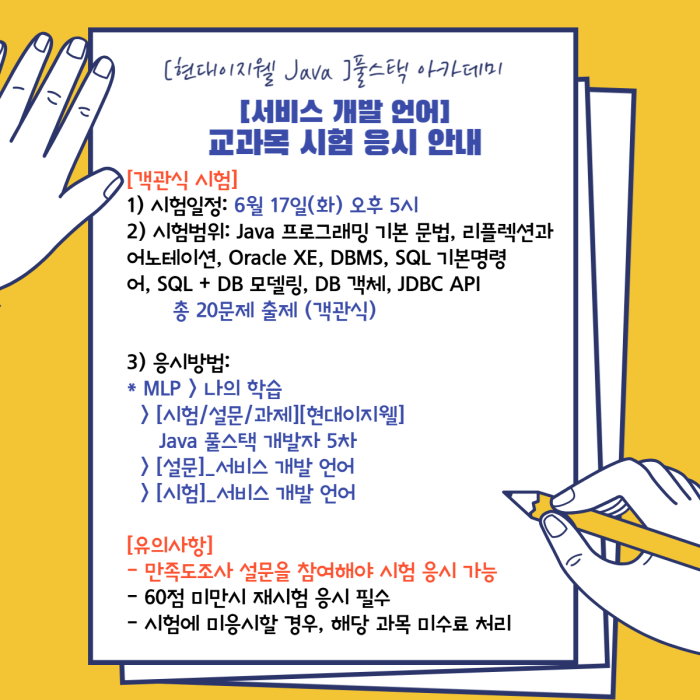 [현대이지웰 Java ]풀스택 아카데미
[서비스 개발 언어]
교과목 시험 응시 안내
[객관식 시험]
1) 시험일정: 6월 17일(화) 오후 5시
2) 시험범위: Java 프로그래밍 기본 문법, 리플렉션과
어노테이션, Oracle XE, DBMS, SQL 기본명령
어, SQL + DB 모델링, DB 객체, JDBC API
총 20문제 출제 (객관식)
3) 응시방법:
* MLP > 나의 학습
> [시험/설문/과제][현대이지웰]
Java 풀스택 개발자 5차
> [설문]_서비스 개발 언어
> [시험]_서비스 개발 언어
[유의사항]
- 만족도조사 설문을 참여해야 시험 응시 가능
- 60점 미만시 재시험 응시 필수
- 시험에 미응시할 경우, 해당 과목 미수료 처리